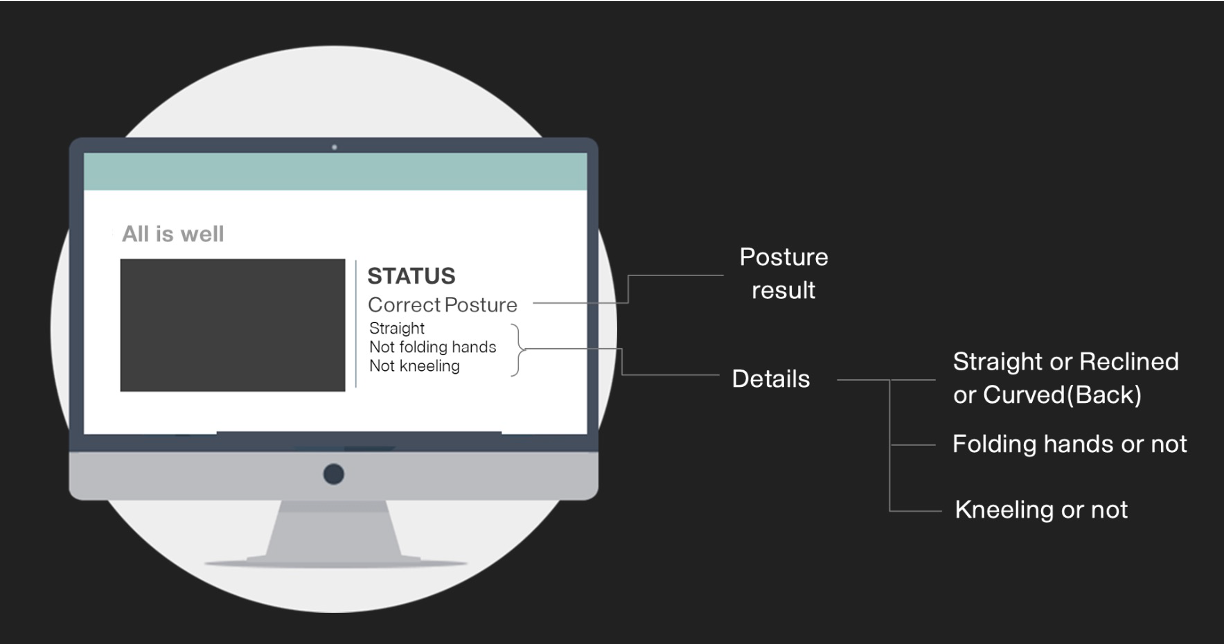 All is well
STATUS
Correct Posture
Straight
Not folding hands
Not kneeling
Posture
result
Details
Straight or Reclined
or Curved(Back)
Folding hands or not
Kneeling or not